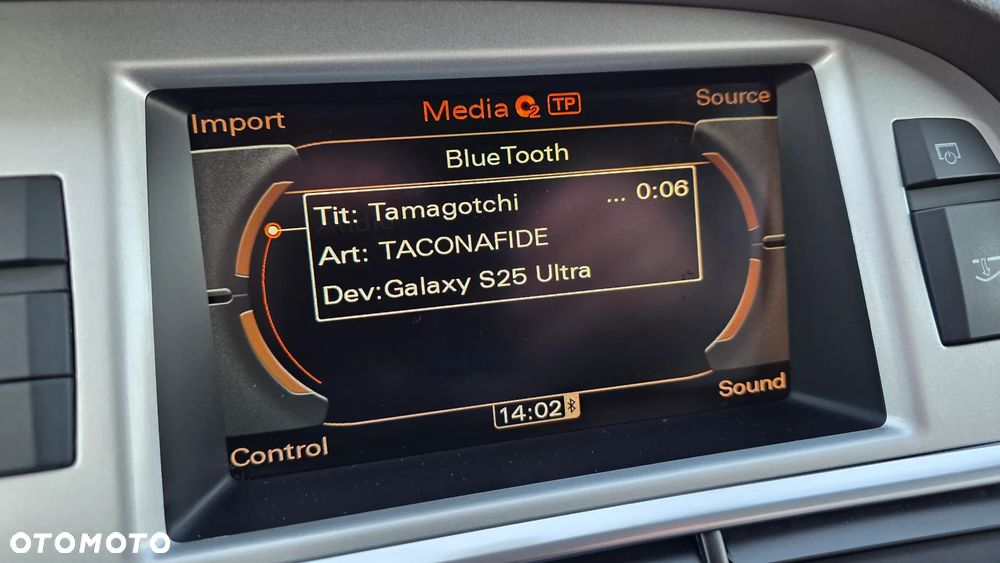 Import
Media 2 TP
Source
BlueTooth
Tit: Tamagotchi ... 0:06
Art: TACONAFIDE
Dev:Galaxy S25 Ultra
14:02
Sound
Control
OTOMOTO